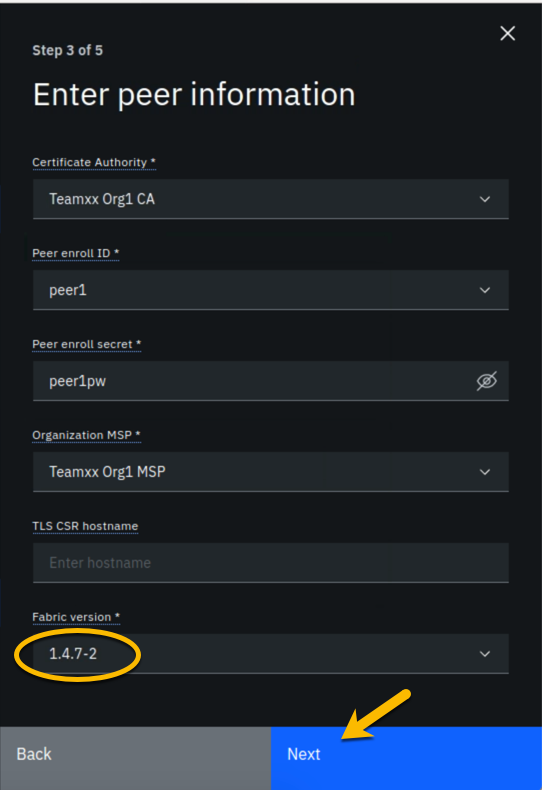 Step 3 of 5
Enter peer information
Certificate Authority *
Teamxx Org1 CA
Peer enroll ID *
peer1
Peer enroll secret *
peer1pw
Organization MSP *
Teamxx Org1 MSP
TLS CSR hostname
Enter hostname
Fabric version *
1.4.7-2
Back
Next